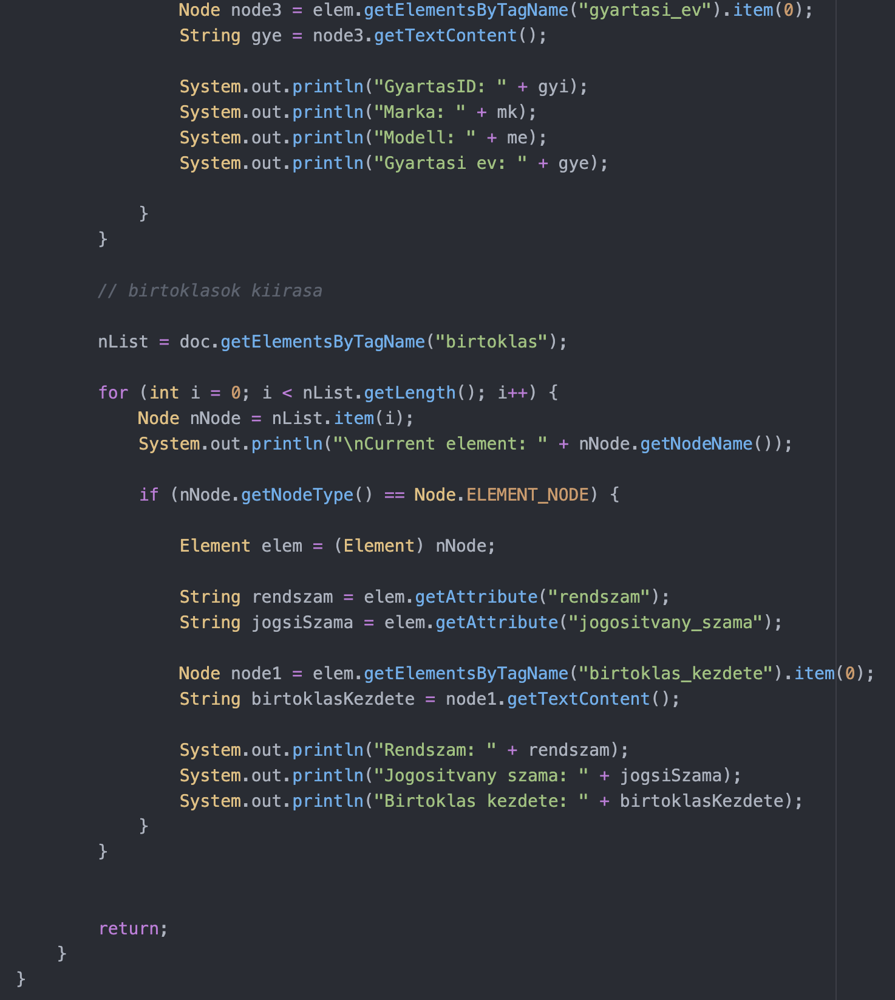 Node node3 = elem.getElementsByTagName("gyartasi_ev").item(0);
String gye = node3.getTextContent();
System.out.println("GyartasID: " + gyi);
System.out.println("Marka: " + mk);
System.out.println("Modell: " + me);
System.out.println("Gyartasi ev: " + gye);
}
}
// birtoklasok kiirasa
nList = doc.getElementsByTagName("birtoklas");
for (int i = 0; i < nList.getLength(); i++) {
Node nNode = nList.item(i);
System.out.println("\nCurrent element: " + nNode.getNodeName());
if (nNode.getNodeType() == Node.ELEMENT_NODE) {
Element elem = (Element) nNode;
String rendszam = elem.getAttribute("rendszam");
String jogsiSzama = elem.getAttribute("jogositvany_szama");
Node node1 = elem.getElementsByTagName("birtoklas_kezdete").item(0);
String birtoklasKezdete = node1.getTextContent();
System.out.println("Rendszam: " + rendszam);
System.out.println("Jogositvany szama: " + jogsiSzama);
System.out.println("Birtoklas kezdete: " + birtoklasKezdete);
}
}
return;
}
}